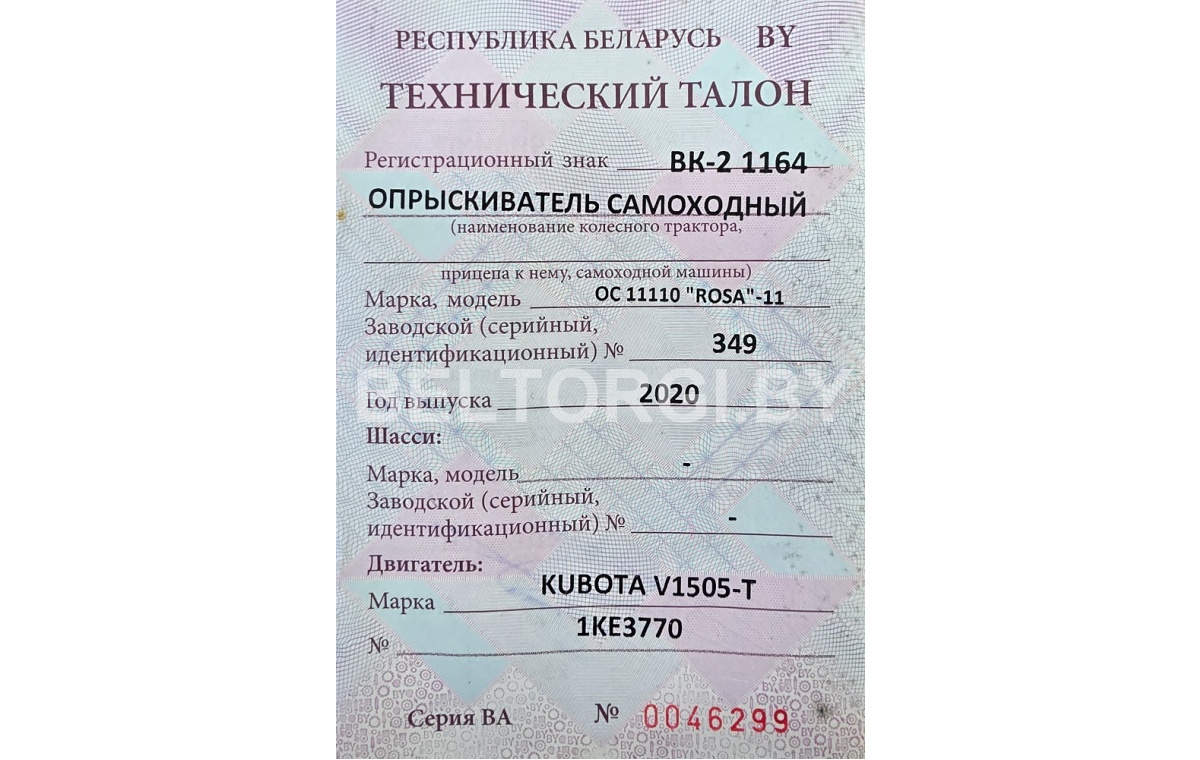 РЕСПУБЛИКА БЕЛАРУСЬ BY
ТЕХНИЧЕСКИЙ ТАЛОН
Регистрационный знак ВК-2 1164
ОПРЫСКИВАТЕЛЬ САМОХОДНЫЙ
(наименование колесного трактора,
прицепа к нему, самоходной машины)
Марка, модель ОС 11110 "ROSA"-11
Заводской (серийный,
идентификационный) № 349
BELTORGI.BY
Год выпуска 2020
Шасси:
Марка, модель -
Заводской (серийный,
идентификационный) № -
Двигатель:
Марка KUBOTA V1505-T
№ 1KE3770
Серия ВА № 0046299